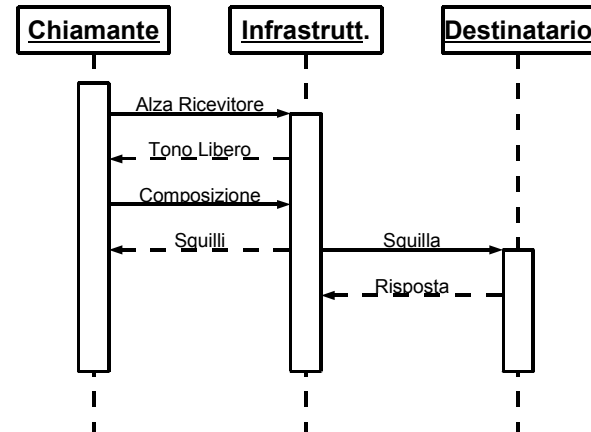 Chiamante
Infrastrutt.
Destinatario
Alza Ricevitore
Tono Libero
Composizione
Squilli
Squilla
Risposta